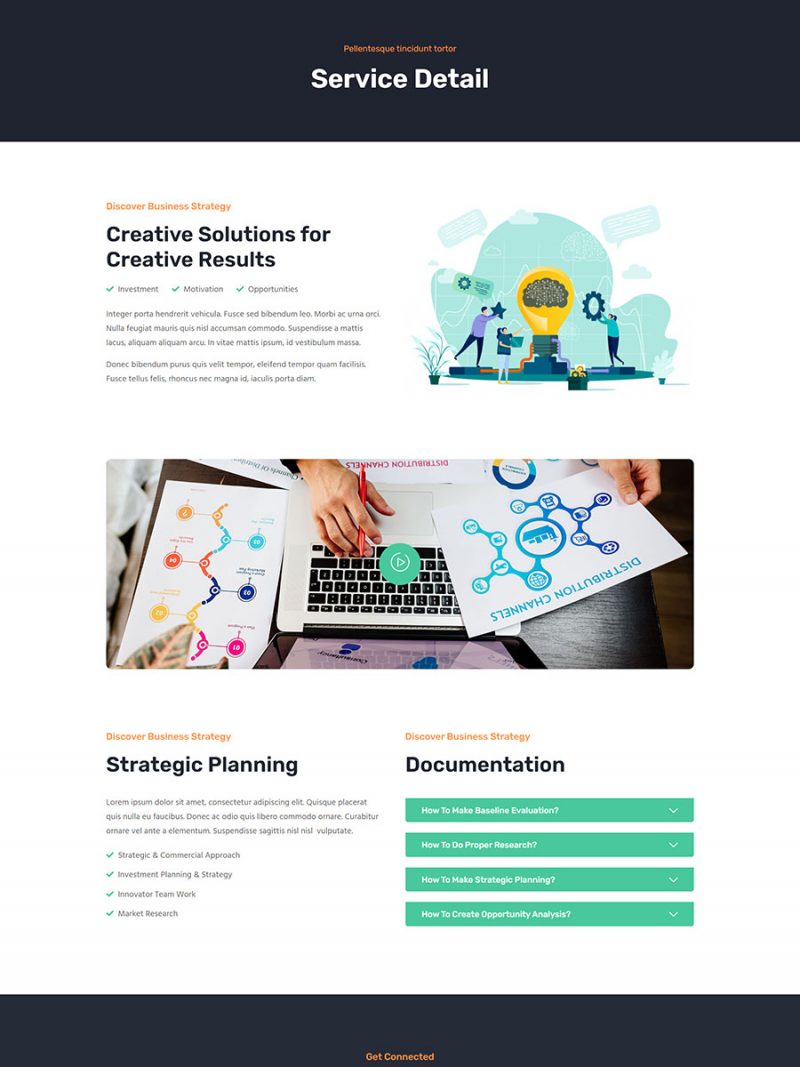 Pellentesque tincidunt tortor
Service Detail
Discover Business Strategy
Creative Solutions for
Creative Results
Investment
Motivation
Opportunities
Integer porta hendrerit vehicula. Fusce sed bibendum leo. Morbi ac urna orci.
Nulla feugiat mauris quis nisl accumsan commodo. Suspendisse a mattis
lacus, aliquam aliquam arcu. In vitae mattis ipsum, id vestibulum massa.
Donec bibendum purus quis velit tempor, eleifend tempor quam facilisis.
Fusce tellus felis, rhoncus nec magna id, iaculis porta diam.
DISTRIBUTION CHANNELS
05
04
03
02
01
DISTRIBUTION CHANNELS
Consultancy
Discover Business Strategy
Strategic Planning
Lorem ipsum dolor sit amet, consectetur adipiscing elit. Quisque placerat
quis nulla eu faucibus. Donec ac odio quis libero commodo ornare. Curabitur
ornare vel ante a elementum. Suspendisse sagittis nisl nisl vulputate.
Strategic & Commercial Approach
Investment Planning & Strategy
Innovator Team Work
Market Research
Discover Business Strategy
Documentation
How To Make Baseline Evaluation?
How To Do Proper Research?
How To Make Strategic Planning?
How To Create Opportunity Analysis?
Get Connected